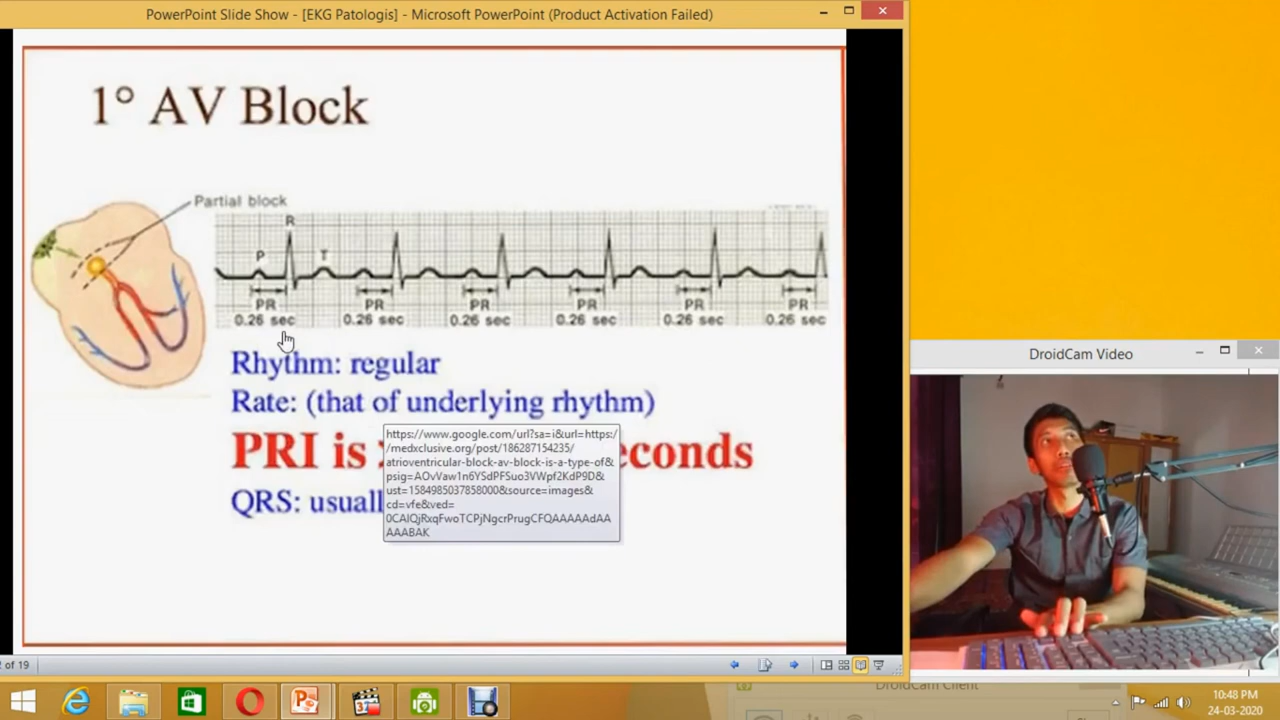 PowerPoint Slide Show - [EKG Patologis] - Microsoft PowerPoint (Product Activation Failed)
1° AV Block
Partial block
R
P
T
PR
PR
PR
PR
PR
PR
0.26 sec
0.26 sec
0.26 sec
0.26 sec
0.26 sec
0.26 sec
Rhythm: regular
Rate: (that of underlying rhythm)
PRI is
QRS:
https://www.google.com/url?sa=i&url=https:/
/medxclusive.org/post/186287154235/
atrioventricular-block-av-block-is-a-type-of&
psig=AOvVaw1n6YSdPFSuo3VWpf2KdP9D&
ust=1584985037858000&source=images&
cd=vfe&ved=
0CAIQjRxqFwoTCPjNgcrPrugCFQAAAAAdAA
AAABAK
of 19
DroidCam Video
DroidCam Client
10:48 PM
24-03-2020